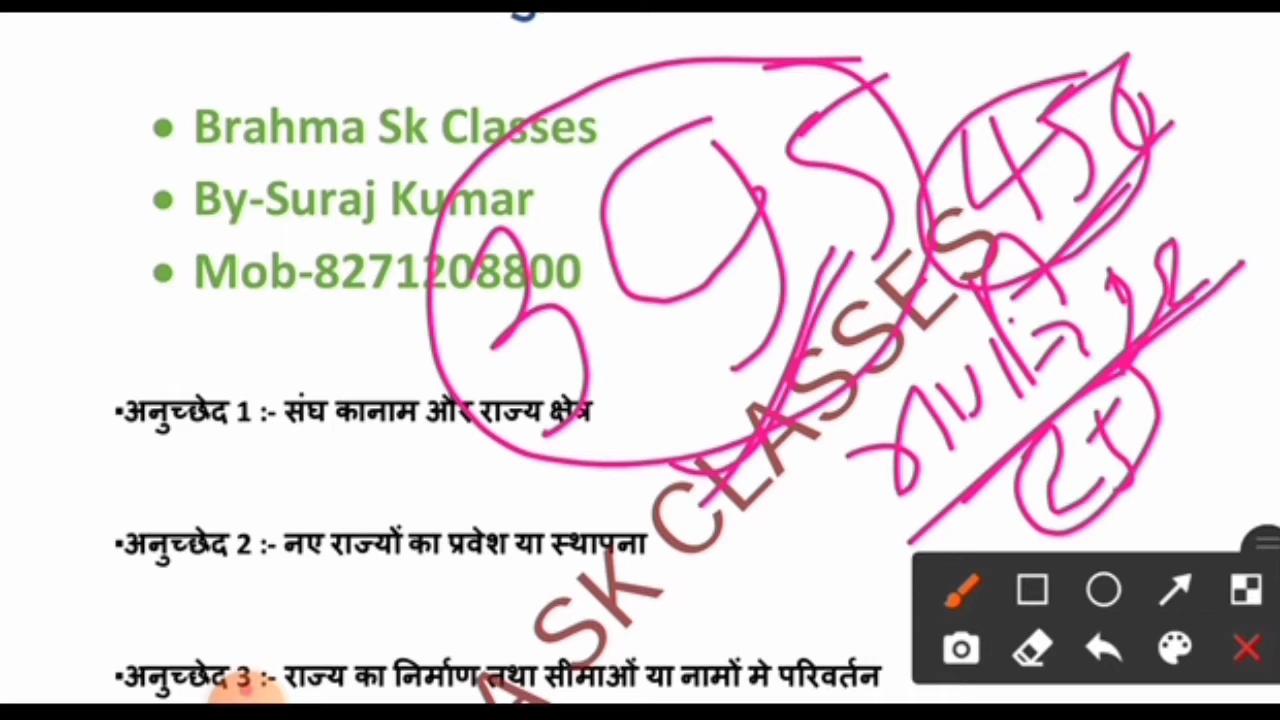 • Brahma Sk Classes
• By-Suraj Kumar
• Mob-8271208800
395
450
22
25
▪अनुच्छेद 1 :- संघ कानाम और राज्य क्षेत्र
▪अनुच्छेद 2 :- नए राज्यों का प्रवेश या स्थापना
▪अनुच्छेद 3 :- राज्य का निर्माण तथा सीमाओं या नामों मे परिवर्तन
A SK CLASSES